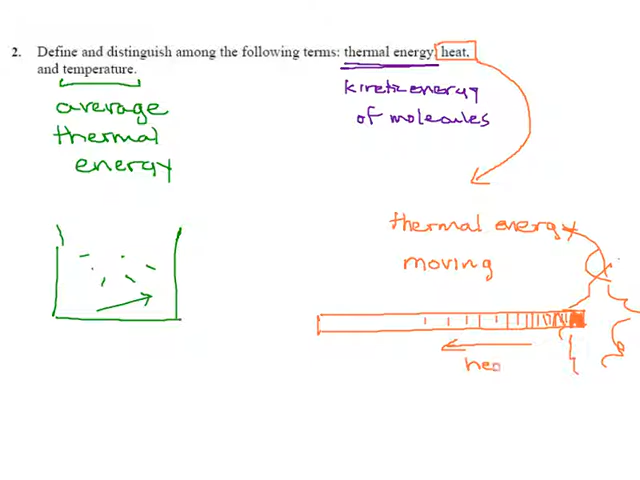 2. Define and distinguish among the following terms: thermal energy, heat,
and temperature.
average
thermal
energy
kinetic energy
of molecules
thermal energy
moving
hea